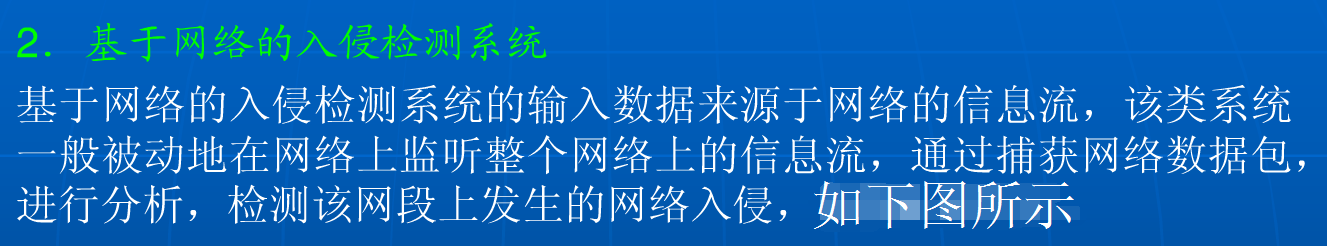 2．基于网络的入侵检测系统
基于网络的入侵检测系统的输入数据来源于网络的信息流，该类系统
一般被动地在网络上监听整个网络上的信息流，通过捕获网络数据包，
进行分析，检测该网段上发生的网络入侵，如下图所示